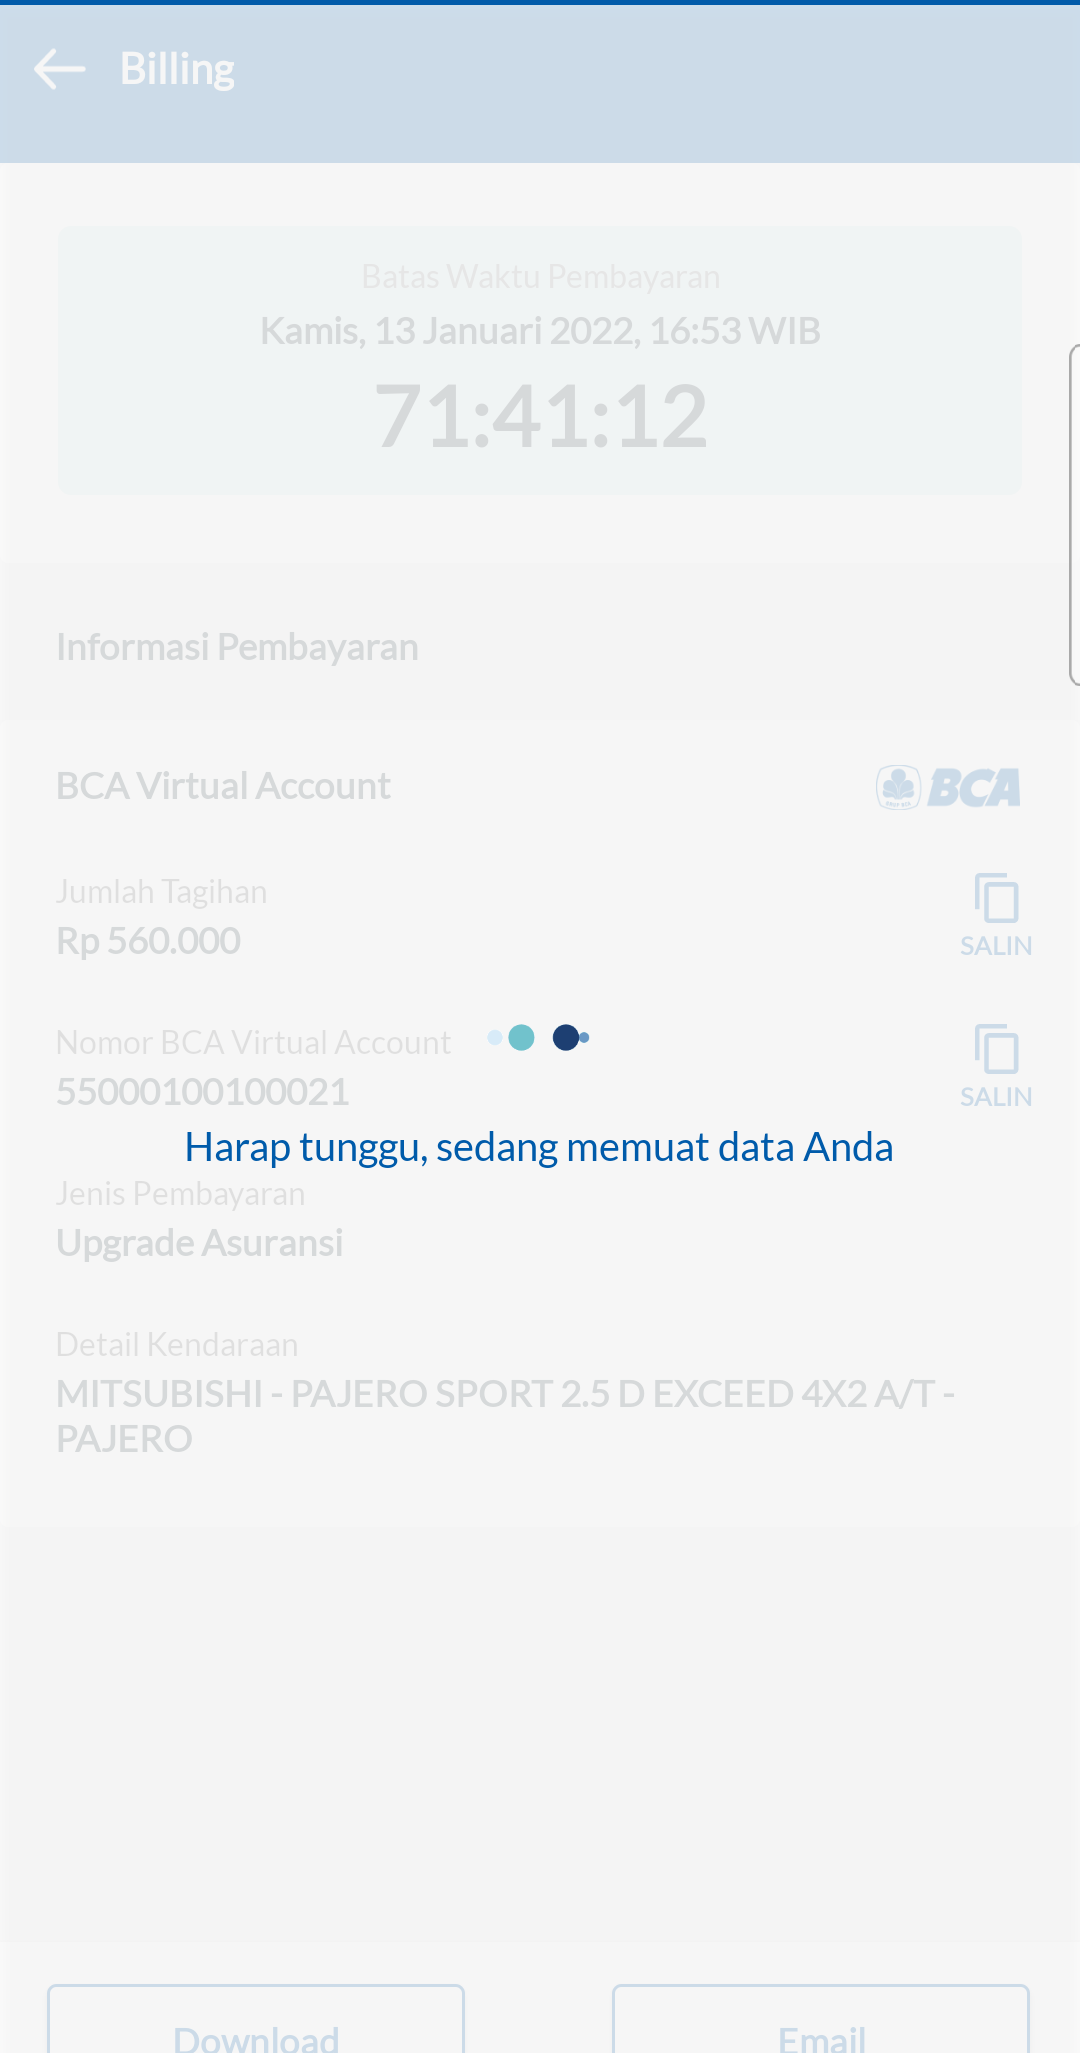 Billing
Batas Waktu Pembayaran
Kamis, 13 Januari 2022, 16:53 WIB
71:41:12
Informasi Pembayaran
BCA Virtual Account
BCA
Jumlah Tagihan
Rp 560.000
SALIN
Nomor BCA Virtual Account
55000100100021
SALIN
Harap tunggu, sedang memuat data Anda
Jenis Pembayaran
Upgrade Asuransi
Detail Kendaraan
MITSUBISHI - PAJERO SPORT 2.5 D EXCEED 4X2 A/T -
PAJERO
Download
Email